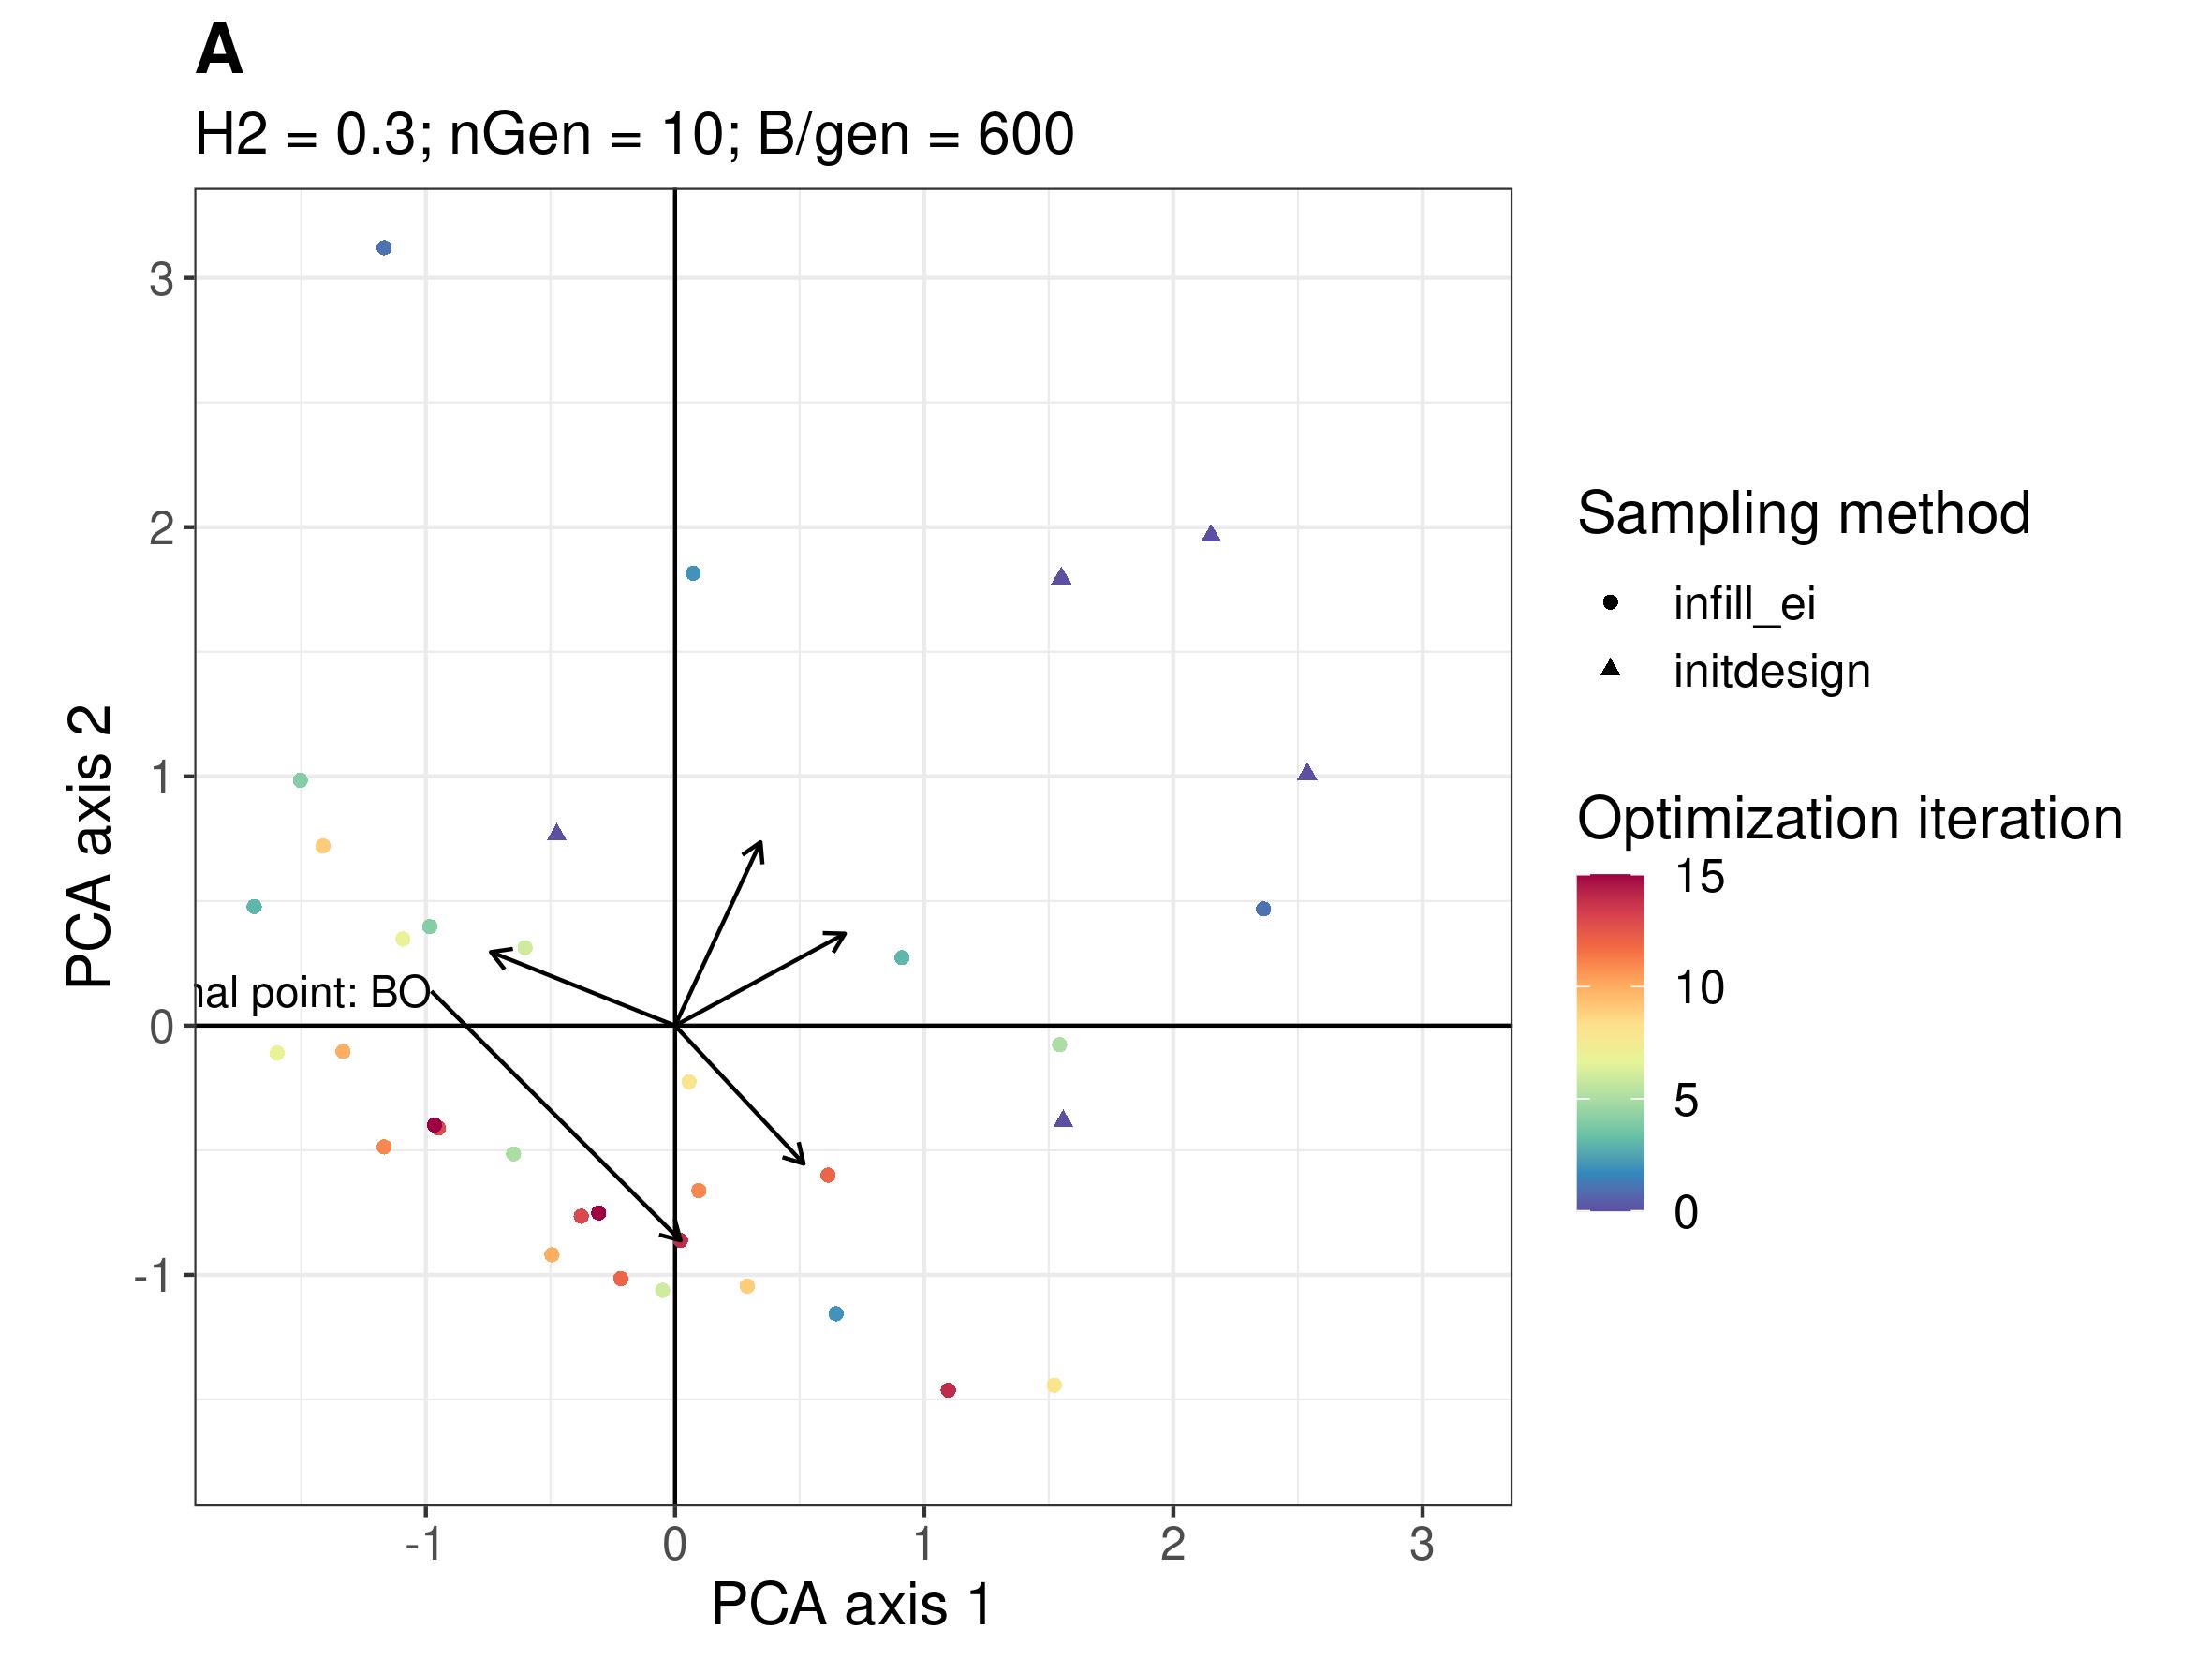 A
H2 = 0.3; nGen = 10; B/gen = 600
3
2
1
0
-1
PCA axis 2
point: BO
-1
0
1
2
3
PCA axis 1
Sampling method
infill_ei
initdesign
Optimization iteration
15
10
5
0